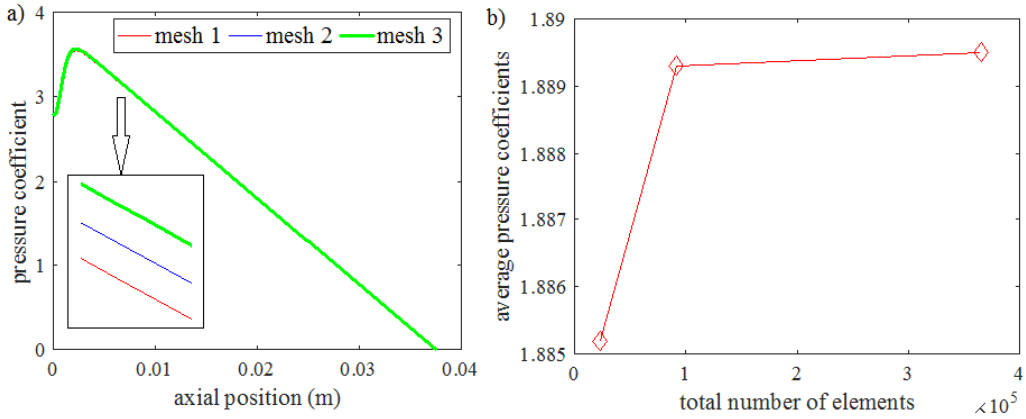 a)
4
3
2
1
0
pressure coefficient
mesh 1
mesh 2
mesh 3
0
0.01
0.02
0.03
0.04
axial position (m)
b)
1.89
1.889
1.888
1.887
1.886
1.885
average pressure coefficients
0
1
2
3
4
×10⁵
total number of elements